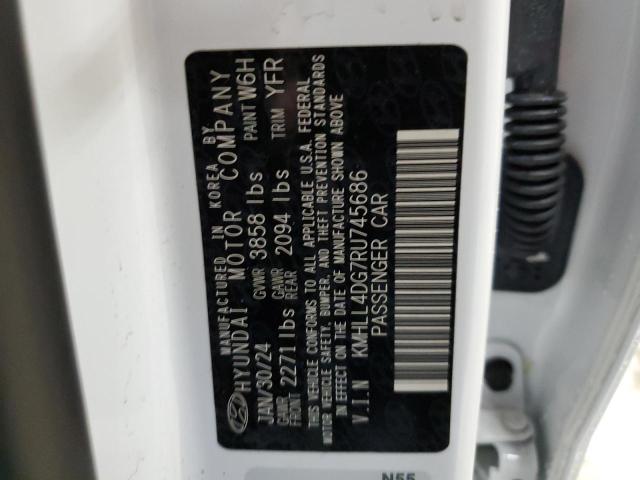 MANUFACTURED IN KOREA BY
HYUNDAI MOTOR COMPANY
JAN/30/24 GVWR 3858 lbs PAINT W6H
GAWR FRONT 2271 lbs GAWR REAR 2094 lbs TRIM YFR
THIS VEHICLE CONFORMS TO ALL APPLICABLE U.S.A. FEDERAL
MOTOR VEHICLE SAFETY, BUMPER, AND THEFT PREVENTION STANDARDS
IN EFFECT ON THE DATE OF MANUFACTURE SHOWN ABOVE
V.I.N KMHLL4DG7RU745686
PASSENGER CAR
N55